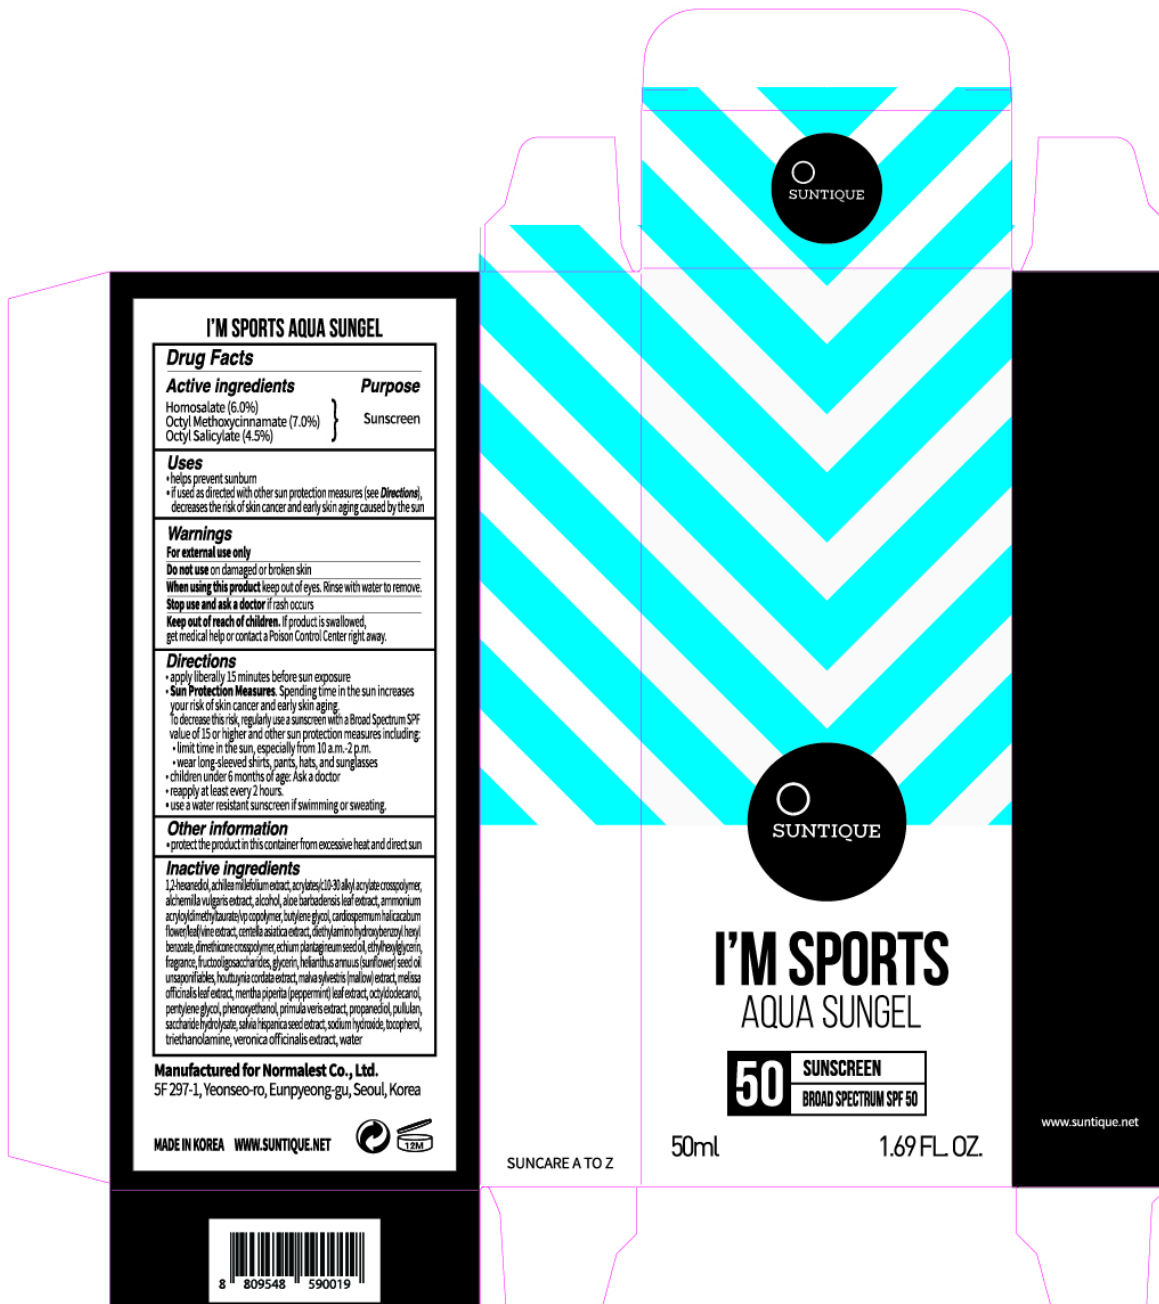 SUNTIQUE
I'M SPORTS AQUA SUNGEL
Drug Facts
Active ingredients Purpose
Homosalate (6.0%)
Octyl Methoxycinnamate (7.0%)
Octyl Salicylate (4.5%)
Sunscreen
Uses
• helps prevent sunburn
• if used as directed with other sun protection measures (see Directions),
decreases the risk of skin cancer and early skin aging caused by the sun
Warnings
For external use only
Do not use on damaged or broken skin
When using this product keep out of eyes. Rinse with water to remove.
Stop use and ask a doctor if rash occurs
Keep out of reach of children. If product is swallowed,
get medical help or contact a Poison Control Center right away.
Directions
• apply liberally 15 minutes before sun exposure
• Sun Protection Measures. Spending time in the sun increases
your risk of skin cancer and early skin aging.
To decrease this risk, regularly use a sunscreen with a Broad Spectrum SPF
value of 15 or higher and other sun protection measures including:
• limit time in the sun, especially from 10 a.m.-2 p.m.
• wear long-sleeved shirts, pants, hats, and sunglasses
• children under 6 months of age: Ask a doctor
• reapply at least every 2 hours.
• use a water resistant sunscreen if swimming or sweating.
Other information
• protect the product in this container from excessive heat and direct sun
Inactive ingredients
1,2-hexanediol, achillea millefolium extract, acrylates/c10-30 alkyl acrylate crosspolymer,
alchemilla vulgaris extract, alcohol, aloe barbadensis leaf extract, ammonium
acryloyldimethyltaurate/vp copolymer, butylene glycol, cardiospermum halicacabum
flower/leaf/vine extract, centella asiatica extract, diethylamino hydroxybenzoyl hexyl
benzoate, dimethicone crosspolymer, echium plantagineum seed oil, ethylhexylglycerin,
fragrance, fructooligosaccharides, glycerin, helianthus annuus (sunflower) seed oil
unsaponifiables, houttuynia cordata extract, malva sylvestris (mallow) extract, melissa
officinalis leaf extract, mentha piperita (peppermint) leaf extract, octyldodecanol,
pentylene glycol, phenoxyethanol, primula veris extract, propanediol, pullulan,
saccharide hydrolysate, salvia hispanica seed extract, sodium hydroxide, tocopherol,
triethanolamine, veronica officinalis extract, water
Manufactured for Normalest Co., Ltd.
5F 297-1, Yeonseo-ro, Eunpyeong-gu, Seoul, Korea
MADE IN KOREA WWW.SUNTIQUE.NET
12M
8 809548 590019
SUNCARE A TO Z
SUNTIQUE
I'M SPORTS
AQUA SUNGEL
50 SUNSCREEN
BROAD SPECTRUM SPF 50
50ml 1.69 FL. OZ.
www.suntique.net